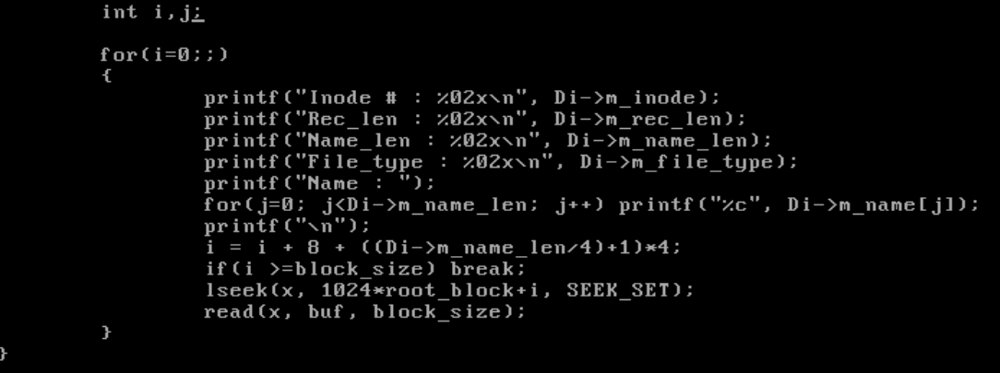 int i,j;
for(i=0;;)
{
printf("Inode # : %02x\n", Di->m_inode);
printf("Rec_len : %02x\n", Di->m_rec_len);
printf("Name_len : %02x\n", Di->m_name_len);
printf("File_type : %02x\n", Di->m_file_type);
printf("Name : ");
for(j=0; j<Di->m_name_len; j++) printf("%c", Di->m_name[j]);
printf("\n");
i = i + 8 + ((Di->m_name_len/4)+1)*4;
if(i >=block_size) break;
lseek(x, 1024*root_block+i, SEEK_SET);
read(x, buf, block_size);
}
}